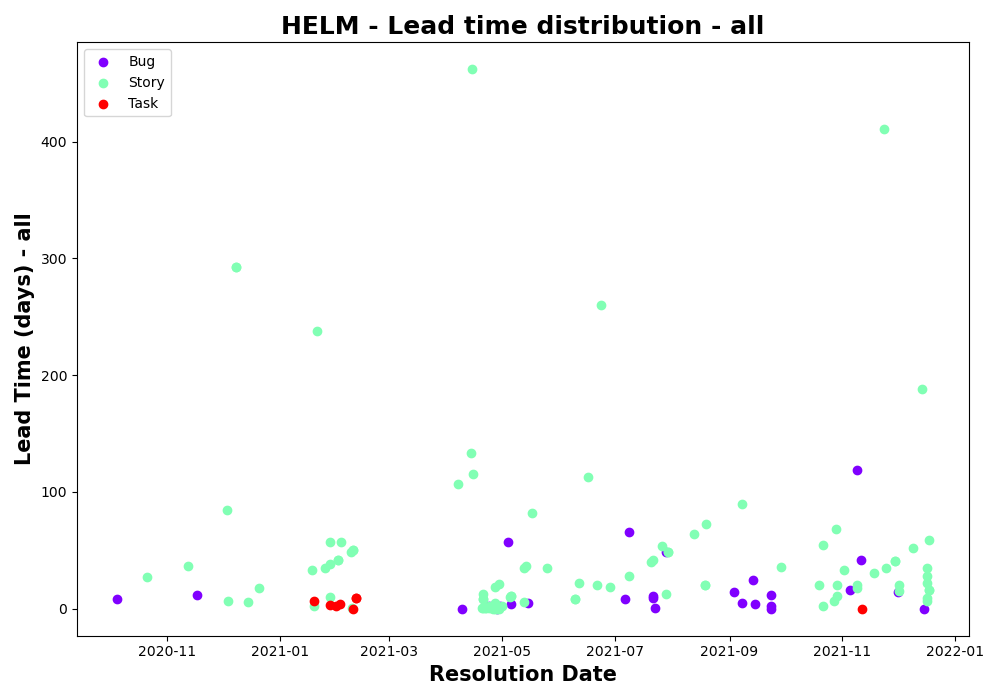 HELM - Lead time distribution - all
Bug
Story
Task
Lead Time (days) - all
400
300
200
100
0
2020-11
2021-01
2021-03
2021-05
2021-07
2021-09
2021-11
2022-01
Resolution Date